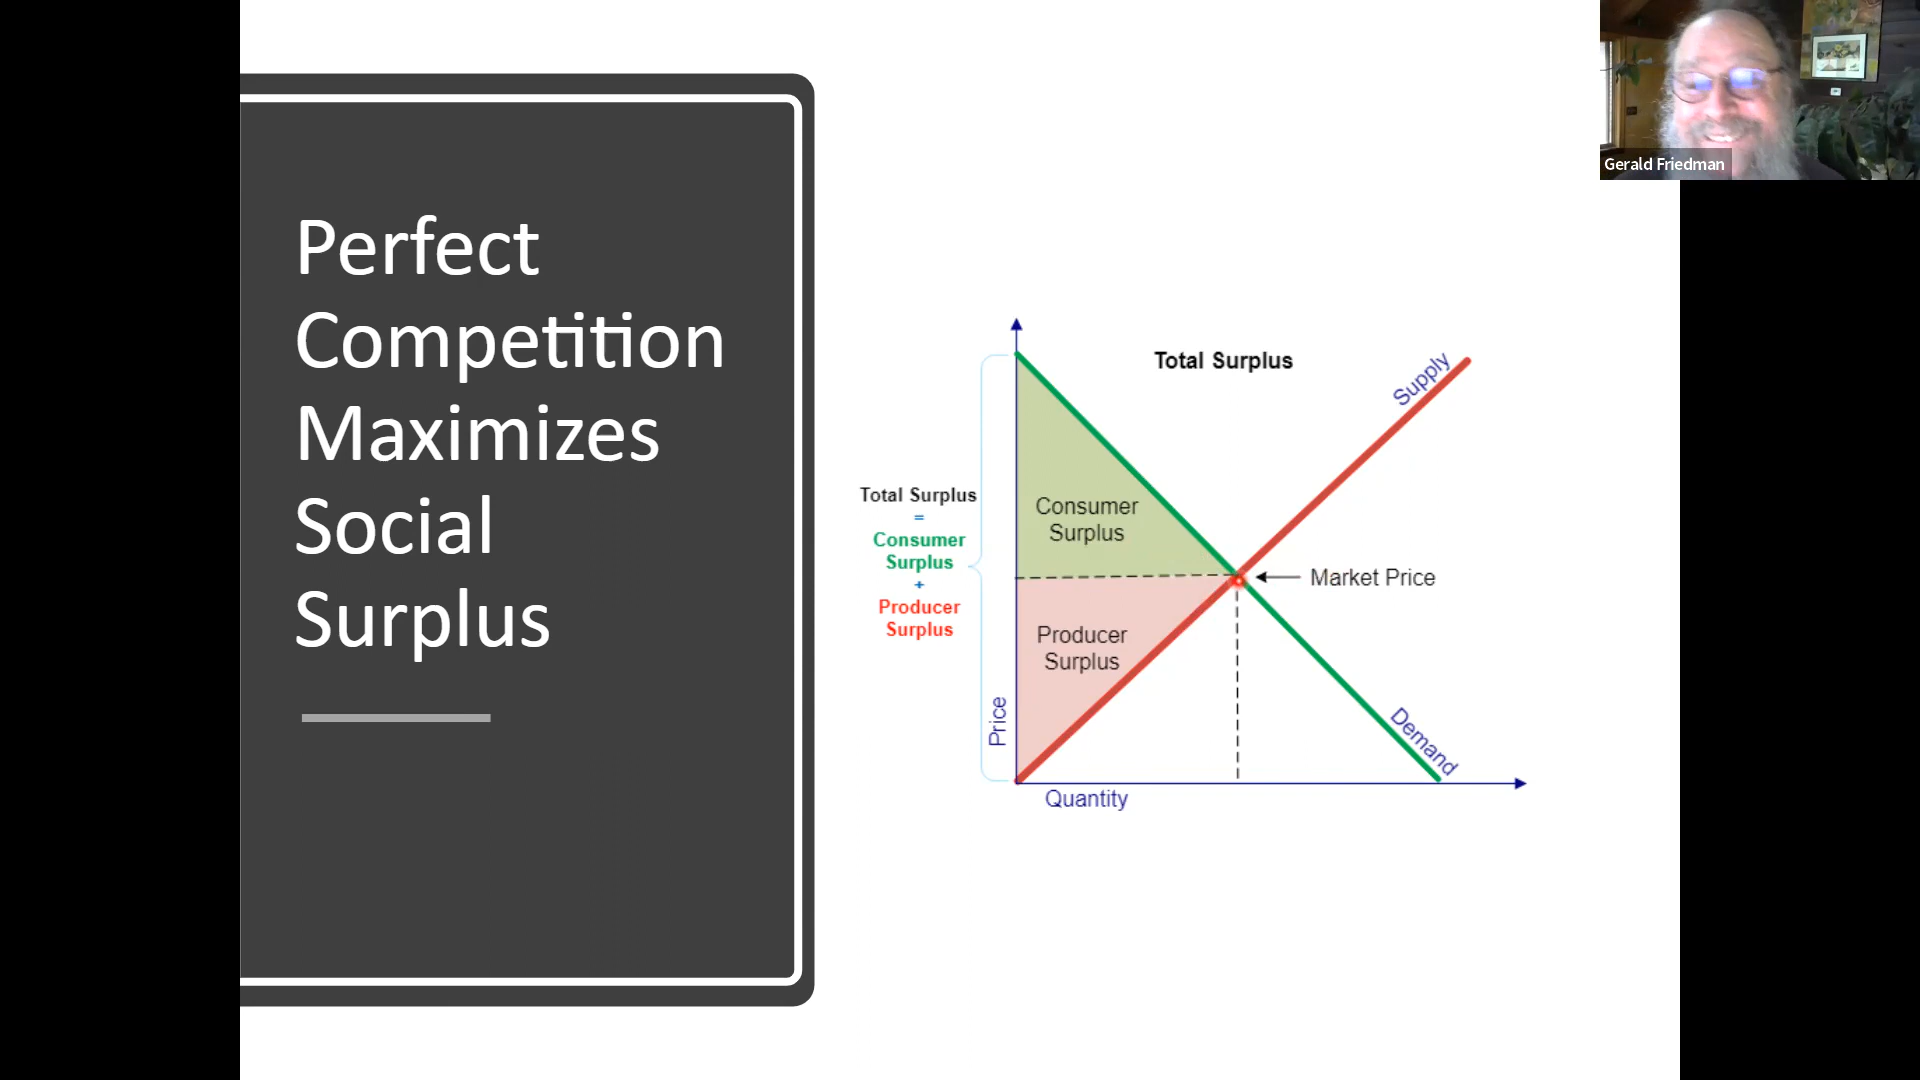 Perfect
Competition
Maximizes
Social
Surplus
Total Surplus
=
Consumer
Surplus
+
Producer
Surplus
Total Surplus
Supply
Consumer
Surplus
Market Price
Producer
Surplus
Price
Demand
Quantity
Gerald Friedman